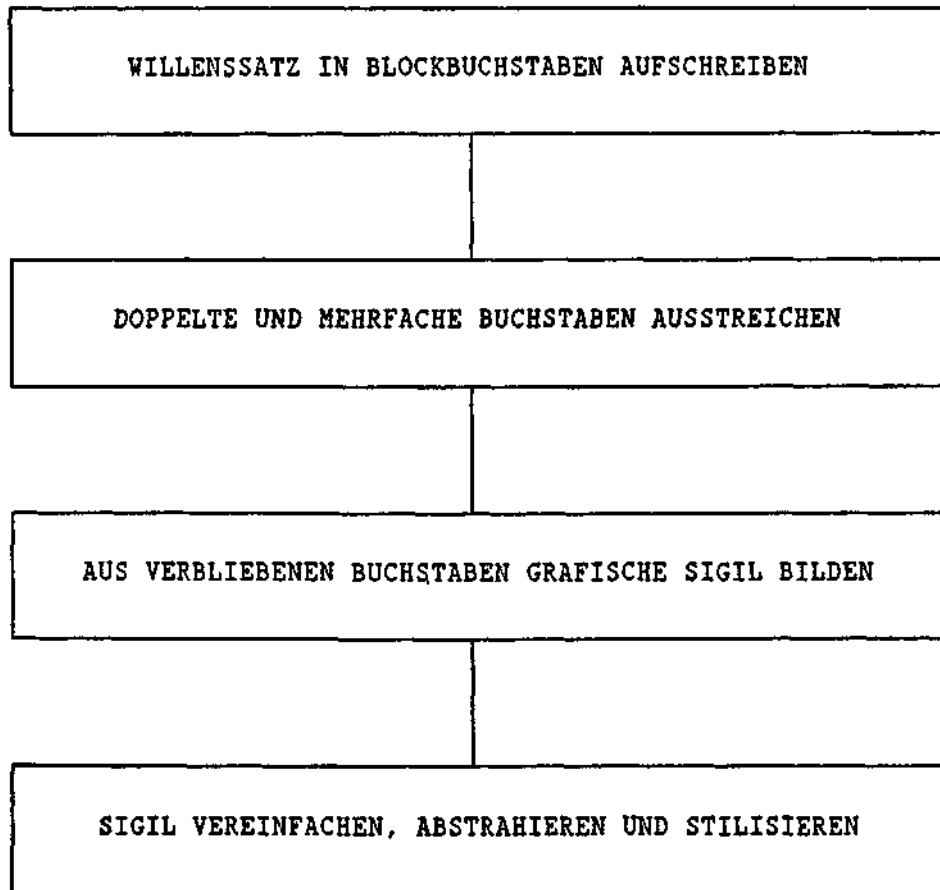 WILLENSSATZ IN BLOCKBUCHSTABEN AUFSCHREIBEN
DOPPELTE UND MEHRFACHE BUCHSTABEN AUSSTREICHEN
AUS VERBLIEBENEN BUCHSTABEN GRAFISCHE SIGIL BILDEN
SIGIL VEREINFACHEN, ABSTRAHIEREN UND STILISIEREN